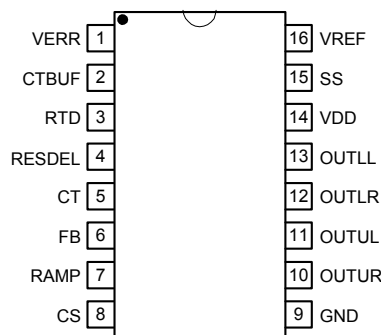 VERR 1 16 VREF
CTBUF 2 15 SS
RTD 3 14 VDD
RESDEL 4 13 OUTLL
CT 5 12 OUTLR
FB 6 11 OUTUL
RAMP 7 10 OUTUR
CS 8 9 GND